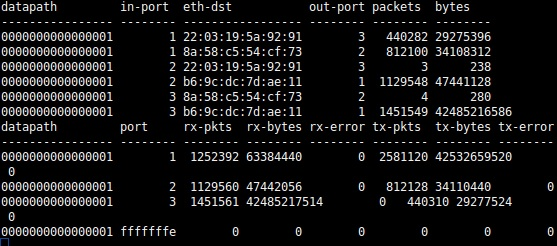 datapath         in-port  eth-dst           out-port packets  bytes
---------------- -------- ----------------- -------- -------- --------
0000000000000001        1 22:03:19:5a:92:91        3   440282 29275396
0000000000000001        1 8a:58:c5:54:cf:73        2   812100 34108312
0000000000000001        2 22:03:19:5a:92:91        3        3      238
0000000000000001        2 b6:9c:dc:7d:ae:11        1  1129548 47441128
0000000000000001        3 8a:58:c5:54:cf:73        2        4      280
0000000000000001        3 b6:9c:dc:7d:ae:11        1  1451549 42485216586
datapath         port     rx-pkts  rx-bytes rx-error tx-pkts  tx-bytes tx-error
---------------- -------- -------- -------- -------- -------- -------- --------
0000000000000001        1  1252392 63384440        0  2581120 42532659520
 0
0000000000000001        2  1129560 47442056        0   812128 34110440        0
0000000000000001        3  1451561 42485217514        0   440310 29277524
 0
0000000000000001 fffffffe        0        0        0        0        0        0